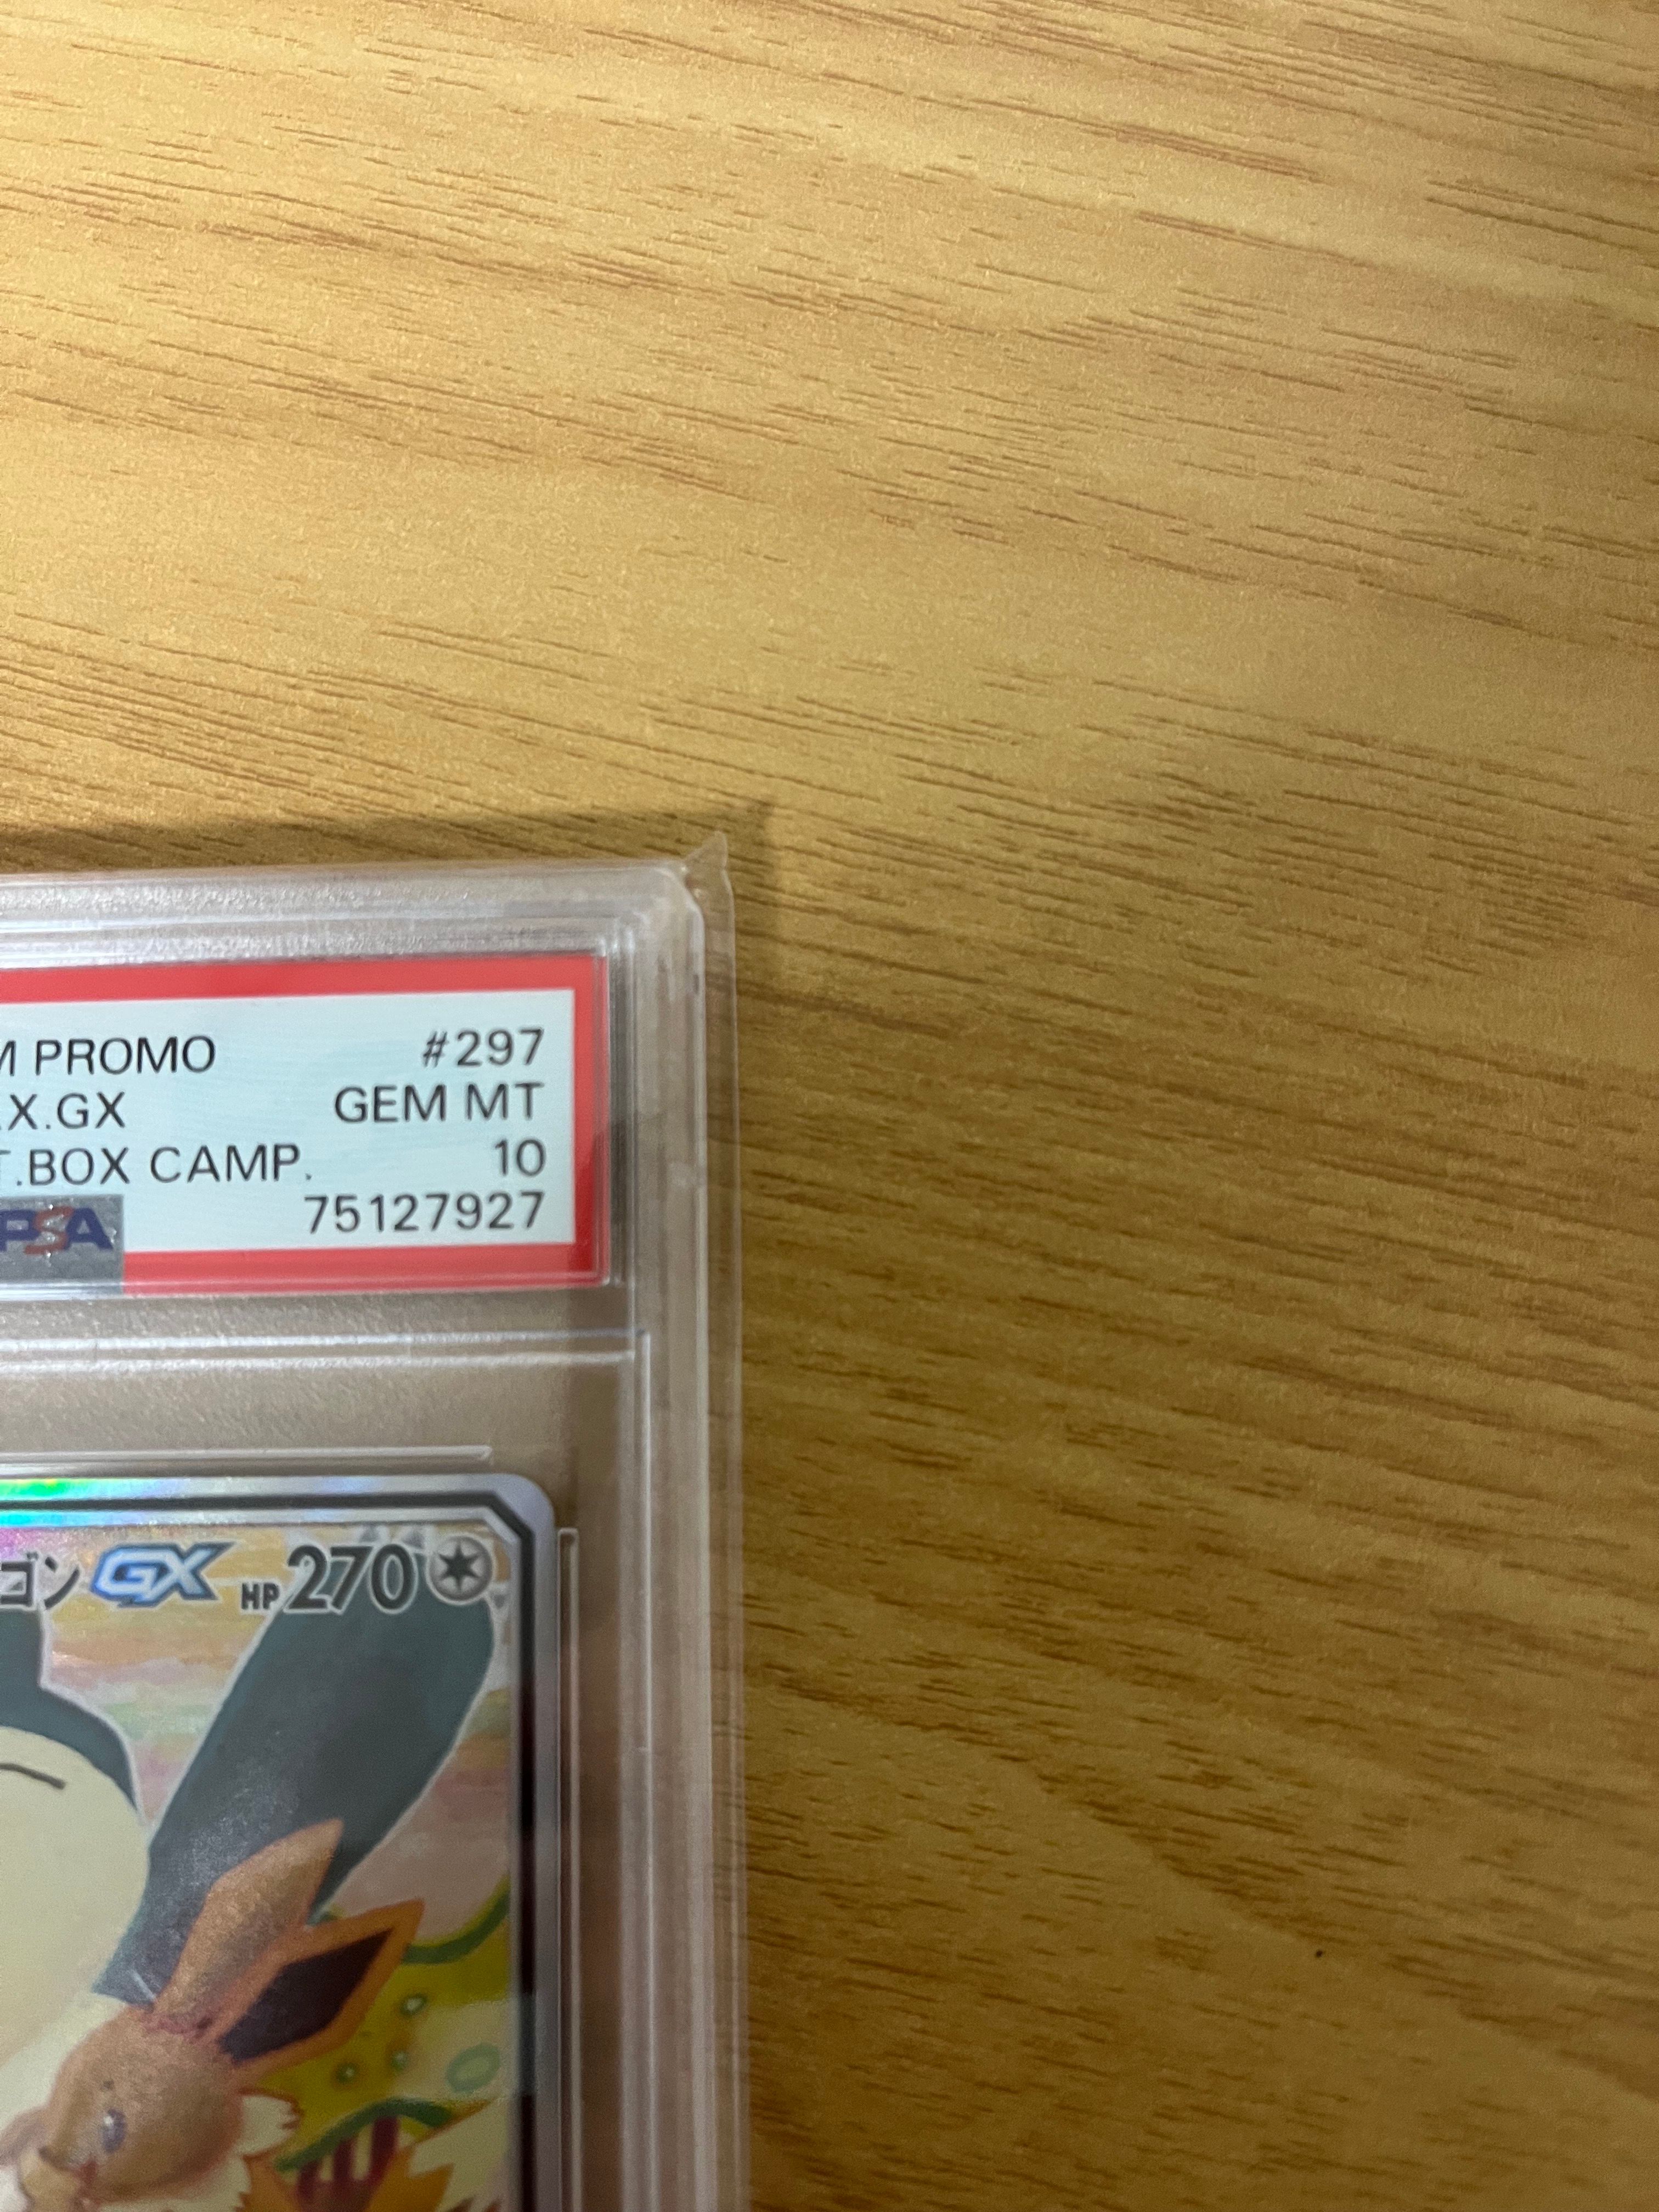 M PROMO #297
.X.GX GEM MT
T.BOX CAMP. 10
PSA 75127927
ゴン GX HP 270